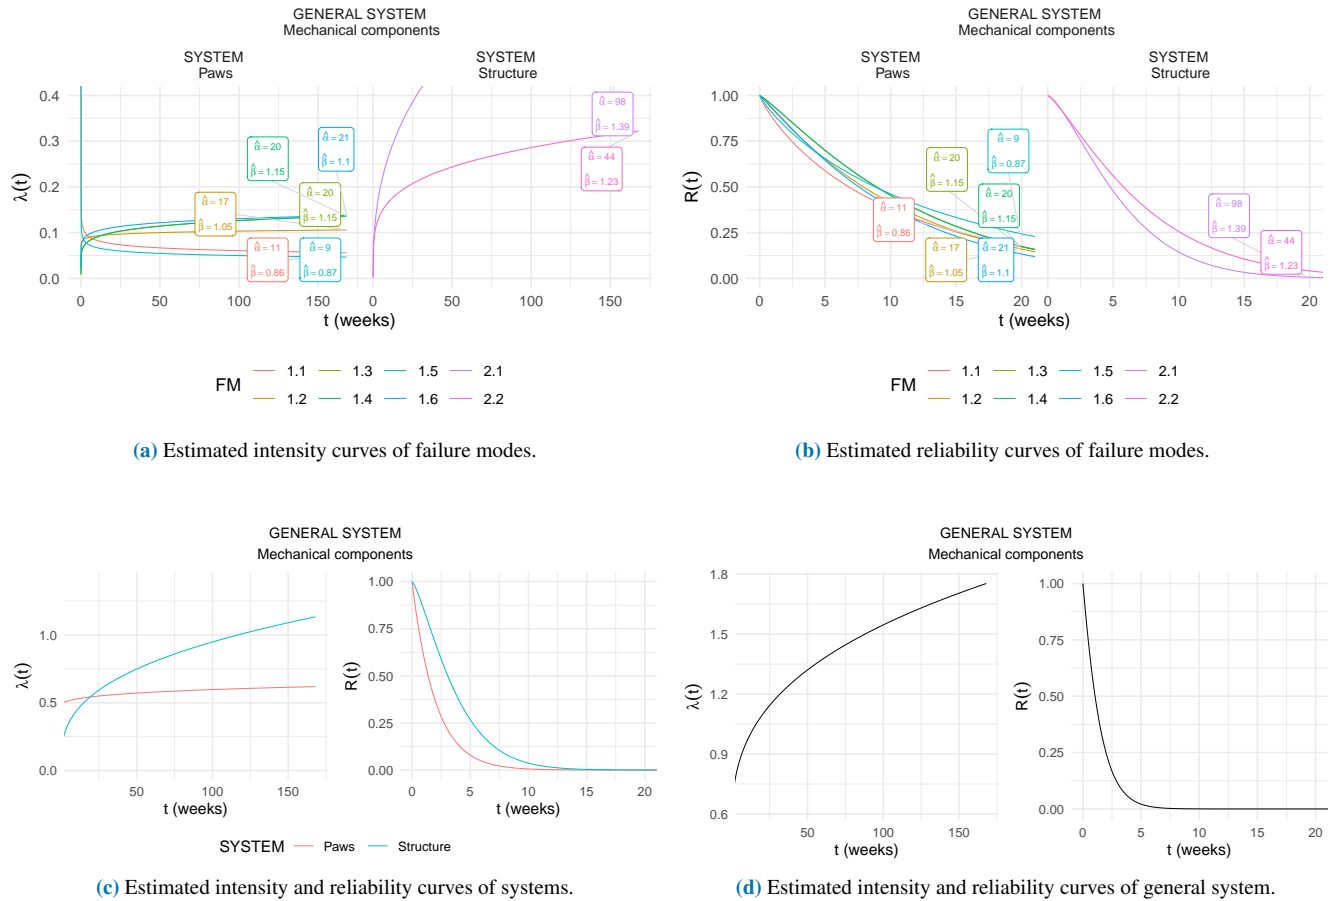 GENERAL SYSTEM
Mechanical components
SYSTEM
Paws
SYSTEM
Structure
λ(t)
0.4
0.3
0.2
0.1
0.0
α̂ = 98
β̂ = 1.39
α̂ = 21
β̂ = 1.1
α̂ = 20
β̂ = 1.15
α̂ = 44
β̂ = 1.23
α̂ = 17
β̂ = 1.05
α̂ = 20
β̂ = 1.15
α̂ = 11
β̂ = 0.86
α̂ = 9
β̂ = 0.87
0 50 100 150 0 50 100 150
t (weeks)
FM
1.1 1.3 1.5 2.1
1.2 1.4 1.6 2.2
(a) Estimated intensity curves of failure modes.
GENERAL SYSTEM
Mechanical components
SYSTEM
Paws
SYSTEM
Structure
R(t)
1.00
0.75
0.50
0.25
0.00
α̂ = 9
β̂ = 0.87
α̂ = 20
β̂ = 1.15
α̂ = 20
β̂ = 1.15
α̂ = 11
β̂ = 0.86
α̂ = 98
β̂ = 1.39
α̂ = 17
β̂ = 1.05
α̂ = 21
β̂ = 1.1
α̂ = 44
β̂ = 1.23
0 5 10 15 20 0 5 10 15 20
t (weeks)
FM
1.1 1.3 1.5 2.1
1.2 1.4 1.6 2.2
(b) Estimated reliability curves of failure modes.
GENERAL SYSTEM
Mechanical components
λ(t)
1.0
0.5
0.0
50 100 150
t (weeks)
R(t)
1.00
0.75
0.50
0.25
0.00
0 5 10 15 20
t (weeks)
SYSTEM Paws Structure
(c) Estimated intensity and reliability curves of systems.
GENERAL SYSTEM
Mechanical components
λ(t)
1.8
1.5
1.2
0.9
0.6
50 100 150
t (weeks)
R(t)
1.00
0.75
0.50
0.25
0.00
0 5 10 15 20
t (weeks)
(d) Estimated intensity and reliability curves of general system.